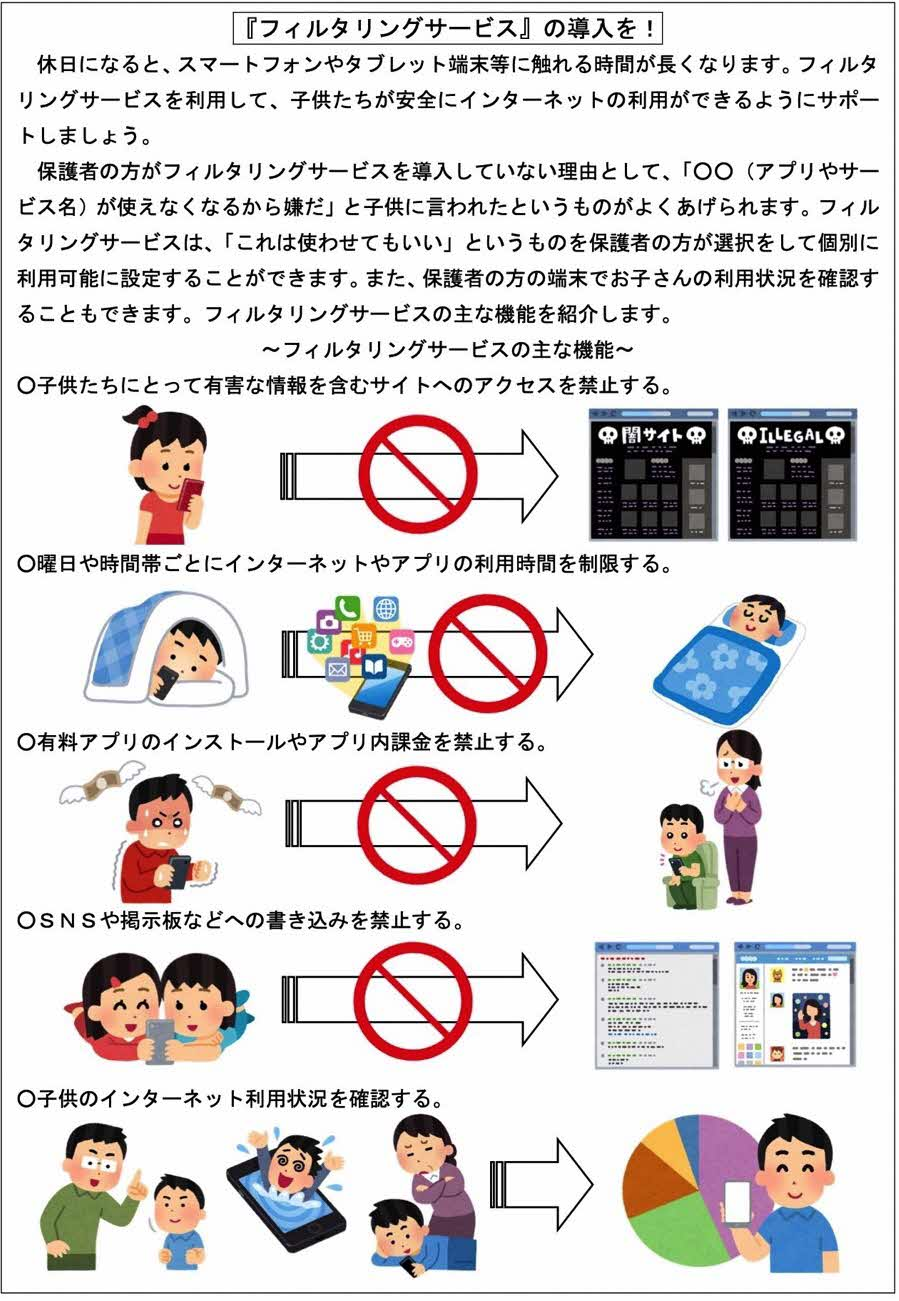 『フィルタリングサービス』の導入を！
　休日になると、スマートフォンやタブレット端末等に触れる時間が長くなります。フィルタ
リングサービスを利用して、子供たちが安全にインターネットの利用ができるようにサポー
トしましょう。
　保護者の方がフィルタリングサービスを導入していない理由として、「〇〇（アプリやサー
ビス名）が使えなくなるから嫌だ」と子供に言われたというものがよくあげられます。フィル
タリングサービスは、「これは使わせてもいい」というものを保護者の方が選択をして個別に
利用可能に設定することができます。また、保護者の方の端末でお子さんの利用状況を確認す
ることもできます。フィルタリングサービスの主な機能を紹介します。
～フィルタリングサービスの主な機能～
〇子供たちにとって有害な情報を含むサイトへのアクセスを禁止する。
闇サイト
ILLEGAL
〇曜日や時間帯ごとにインターネットやアプリの利用時間を制限する。
〇有料アプリのインストールやアプリ内課金を禁止する。
〇ＳＮＳや掲示板などへの書き込みを禁止する。
〇子供のインターネット利用状況を確認する。